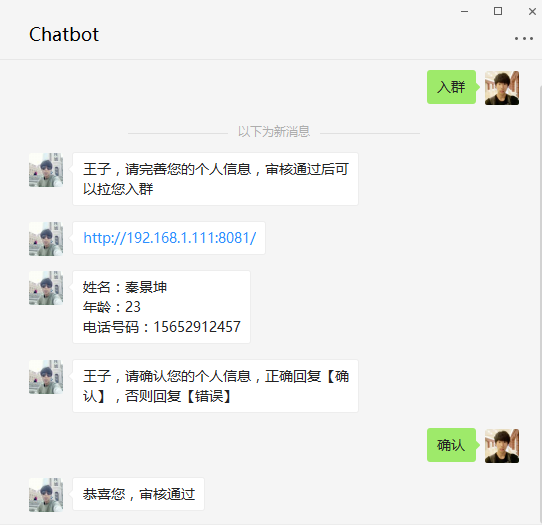 Chatbot
入群
以下为新消息
王子，请完善您的个人信息，审核通过后可
以拉您入群
http://192.168.1.111:8081/
姓名：秦景坤
年龄：23
电话号码：15652912457
王子，请确认您的个人信息，正确回复【确
认】，否则回复【错误】
确认
恭喜您，审核通过